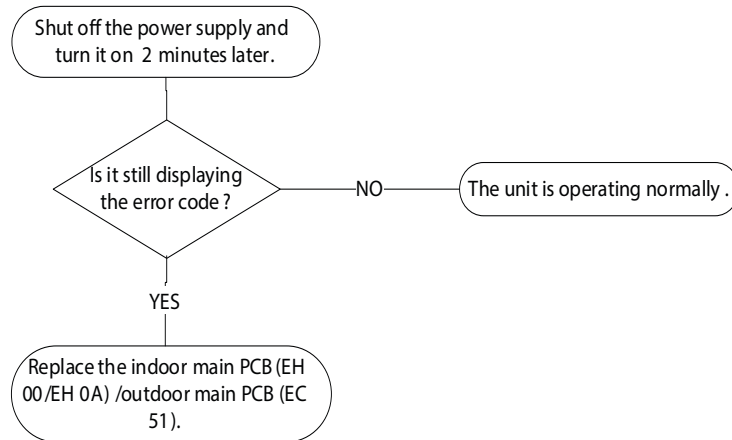 Shut off the power supply and
turn it on 2 minutes later.
Is it still displaying
the error code ?
NO
The unit is operating normally .
YES
Replace the indoor main PCB (EH
00/EH 0A) /outdoor main PCB (EC
51).